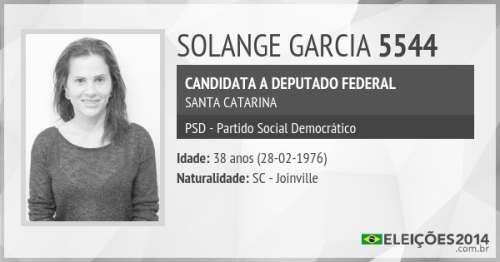 SOLANGE GARCIA 5544
CANDIDATA A DEPUTADO FEDERAL
SANTA CATARINA
PSD - Partido Social Democrático
Idade: 38 anos (28-02-1976)
Naturalidade: SC - Joinville
ELEIÇÕES2014
.com.br